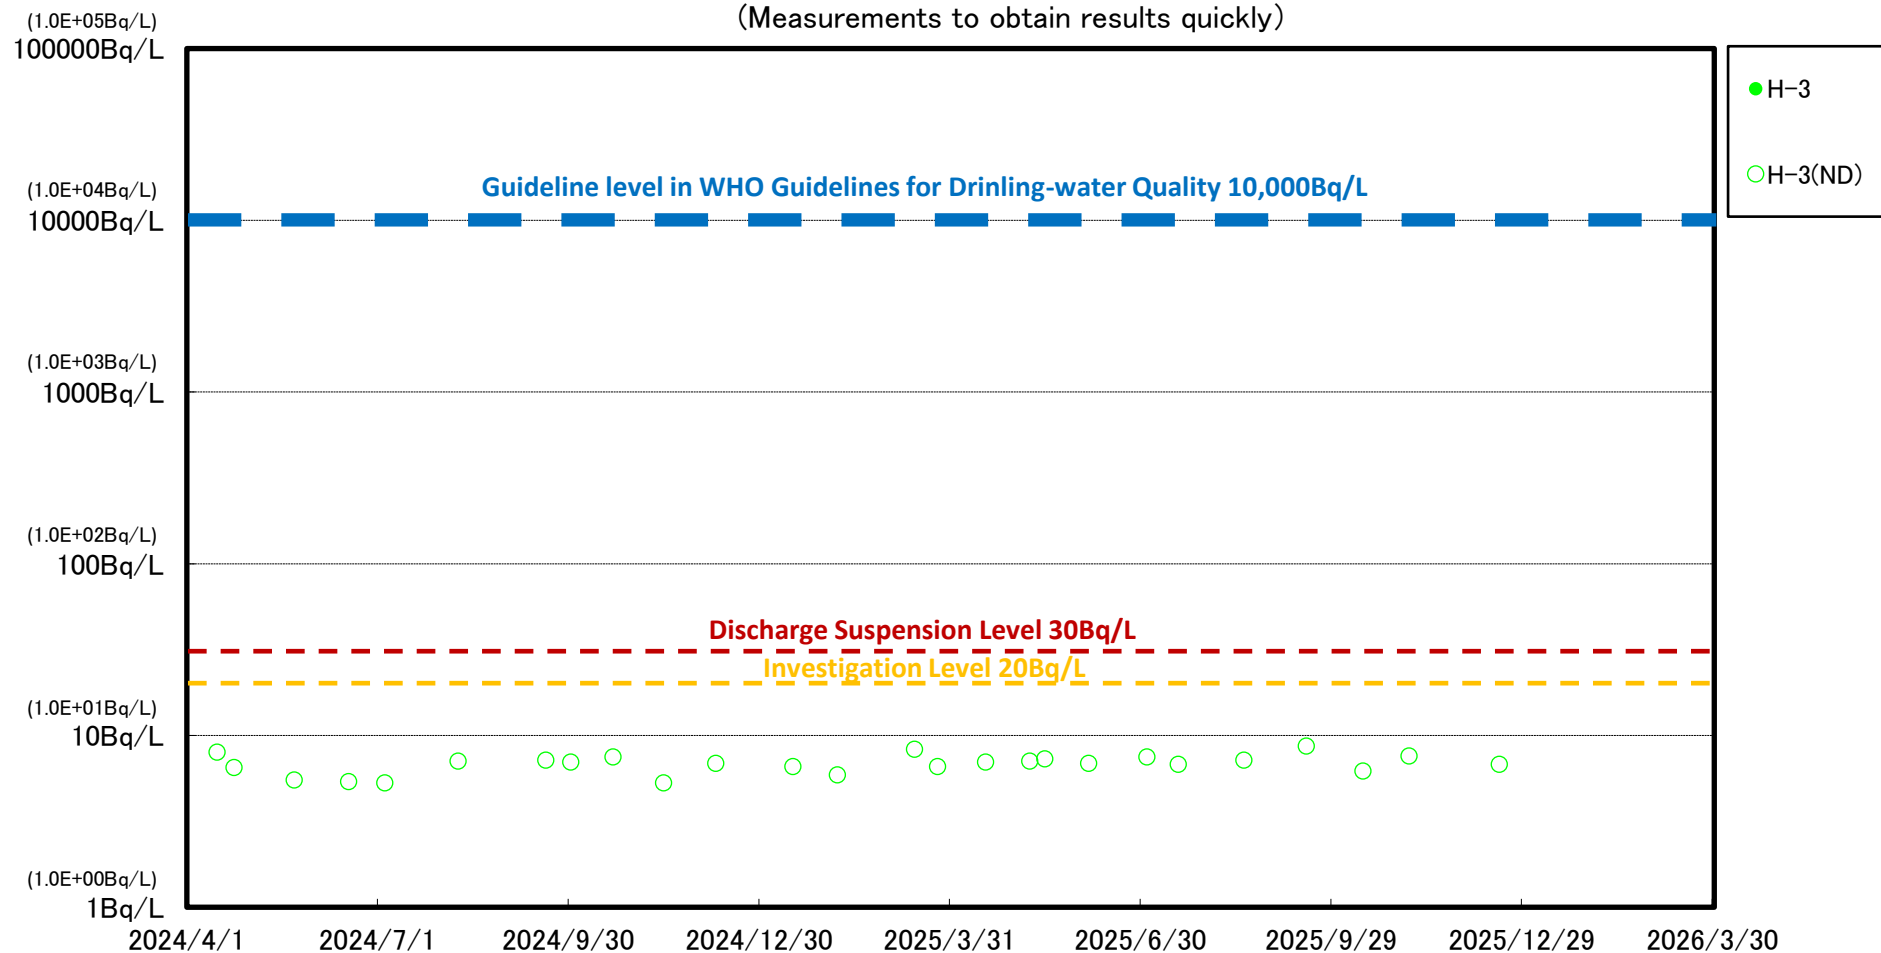 (Measurements to obtain results quickly)
(1.0E+05Bq/L)
100000Bq/L
H-3
H-3(ND)
Guideline level in WHO Guidelines for Drinling-water Quality 10,000Bq/L
(1.0E+04Bq/L)
10000Bq/L
(1.0E+03Bq/L)
1000Bq/L
(1.0E+02Bq/L)
100Bq/L
Discharge Suspension Level 30Bq/L
Investigation Level 20Bq/L
(1.0E+01Bq/L)
10Bq/L
(1.0E+00Bq/L)
1Bq/L
2024/4/1 2024/7/1 2024/9/30 2024/12/30 2025/3/31 2025/6/30 2025/9/29 2025/12/29 2026/3/30